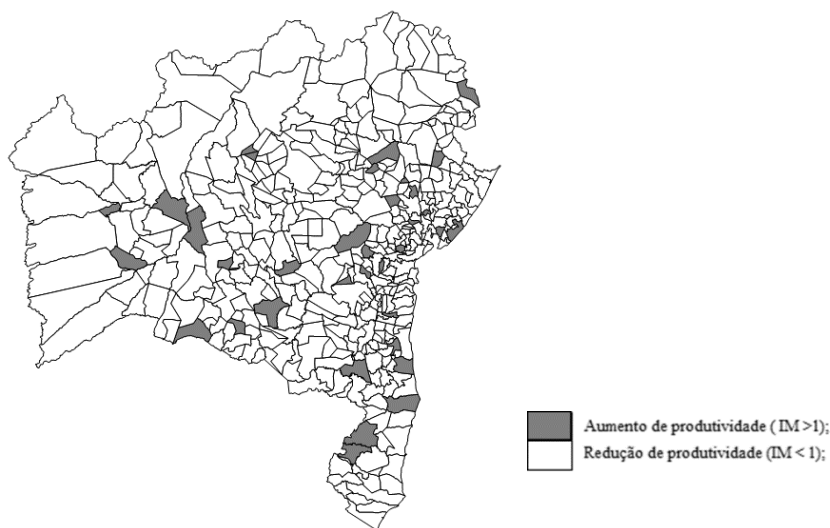 Aumento de produtividade ( IM >1);
Redução de produtividade (IM < 1);